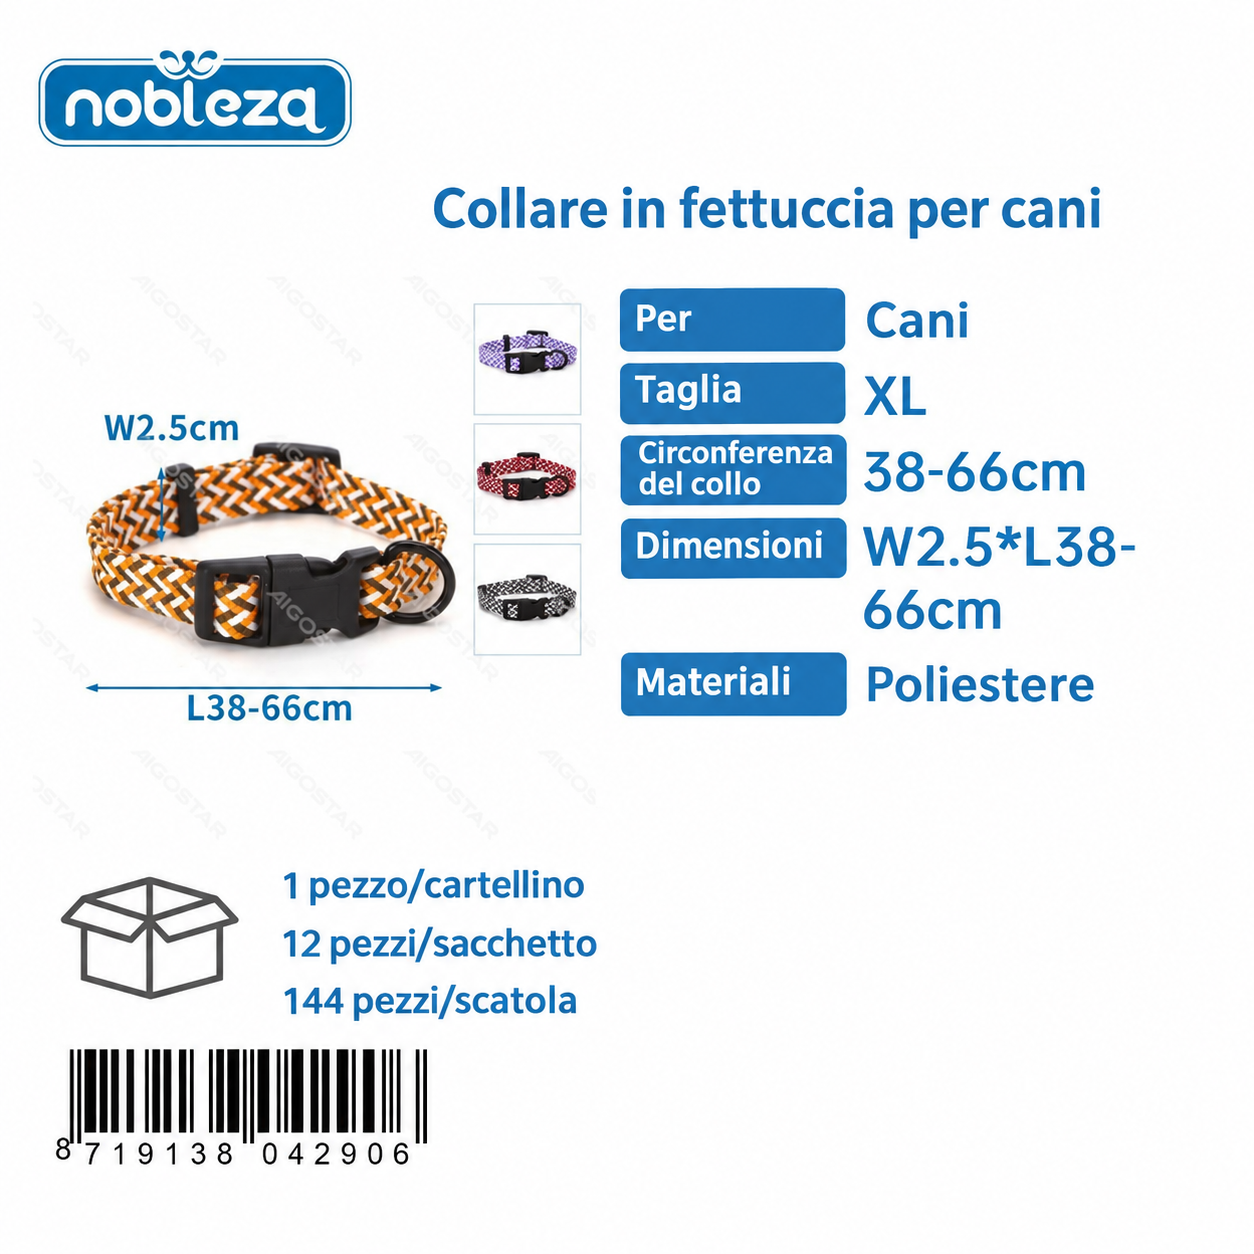 nobleza
Collare in fettuccia per cani
Per
Cani
Taglia
XL
Circonferenza
del collo
38-66cm
Dimensioni
W2.5*L38-
66cm
Materiali
Poliestere
W2.5cm
L38-66cm
AIGOSTAR
1 pezzo/cartellino
12 pezzi/sacchetto
144 pezzi/scatola
8 719138 042906